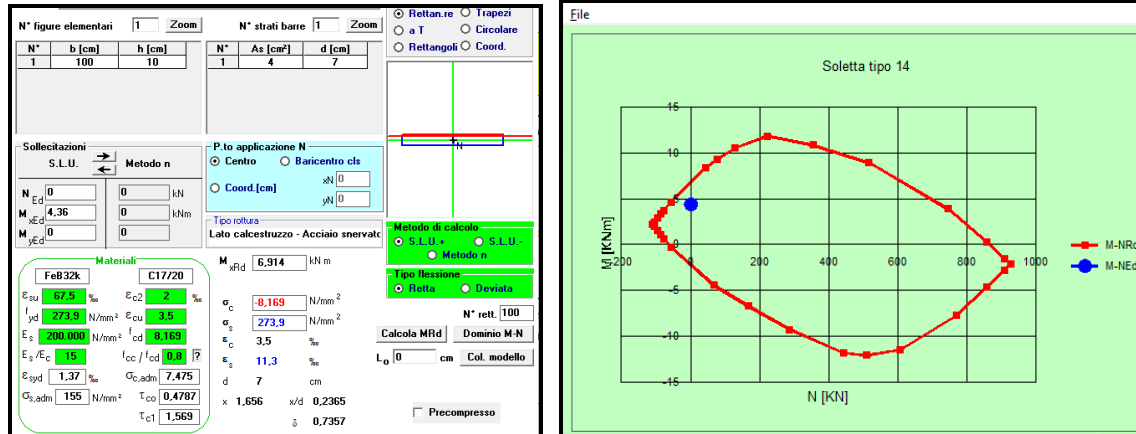 N° figure elementari 1 Zoom N° strati barre 1 Zoom
N° b [cm] h [cm]
1 100 10
N° As [cm²] d [cm]
1 4 7
Rettan.re Trapezi
a T Circolare
Rettangoli Coord.
N
Sollecitazioni
S.L.U. Metodo n
N Ed 0 0 kN
M xEd 4,36 0 kNm
M yEd 0 0
P.to applicazione N
Centro Baricentro cls
Coord.[cm] xN 0
yN 0
Tipo rottura
Lato calcestruzzo - Acciaio snervato
Metodo di calcolo
S.L.U.+ S.L.U.-
Metodo n
Tipo flessione
Retta Deviata
N° rett. 100
Calcola MRd Dominio M-N
L o 0 cm Col. modello
Precompresso
Materiali
FeB32k C17/20
ε su 67,5 ‰ ε c2 2 ‰
f yd 273,9 N/mm² ε cu 3,5
E s 200.000 N/mm² f cd 8,169
E s /E c 15 f cc / f cd 0,8 ?
ε syd 1,37 ‰ σ c,adm 7,475
σ s,adm 155 N/mm² τ co 0,4787
τ c1 1,569
M xRd 6,914 kN m
σ c -8,169 N/mm²
σ s 273,9 N/mm²
ε c 3,5 ‰
ε s 11,3 ‰
d 7 cm
x 1,656 x/d 0,2365
δ 0,7357
File
Soletta tipo 14
15
10
5
0
-5
-10
-15
M [KNm]
-200 0 200 400 600 800 1000
N [KN]
M-NRd
M-NEd